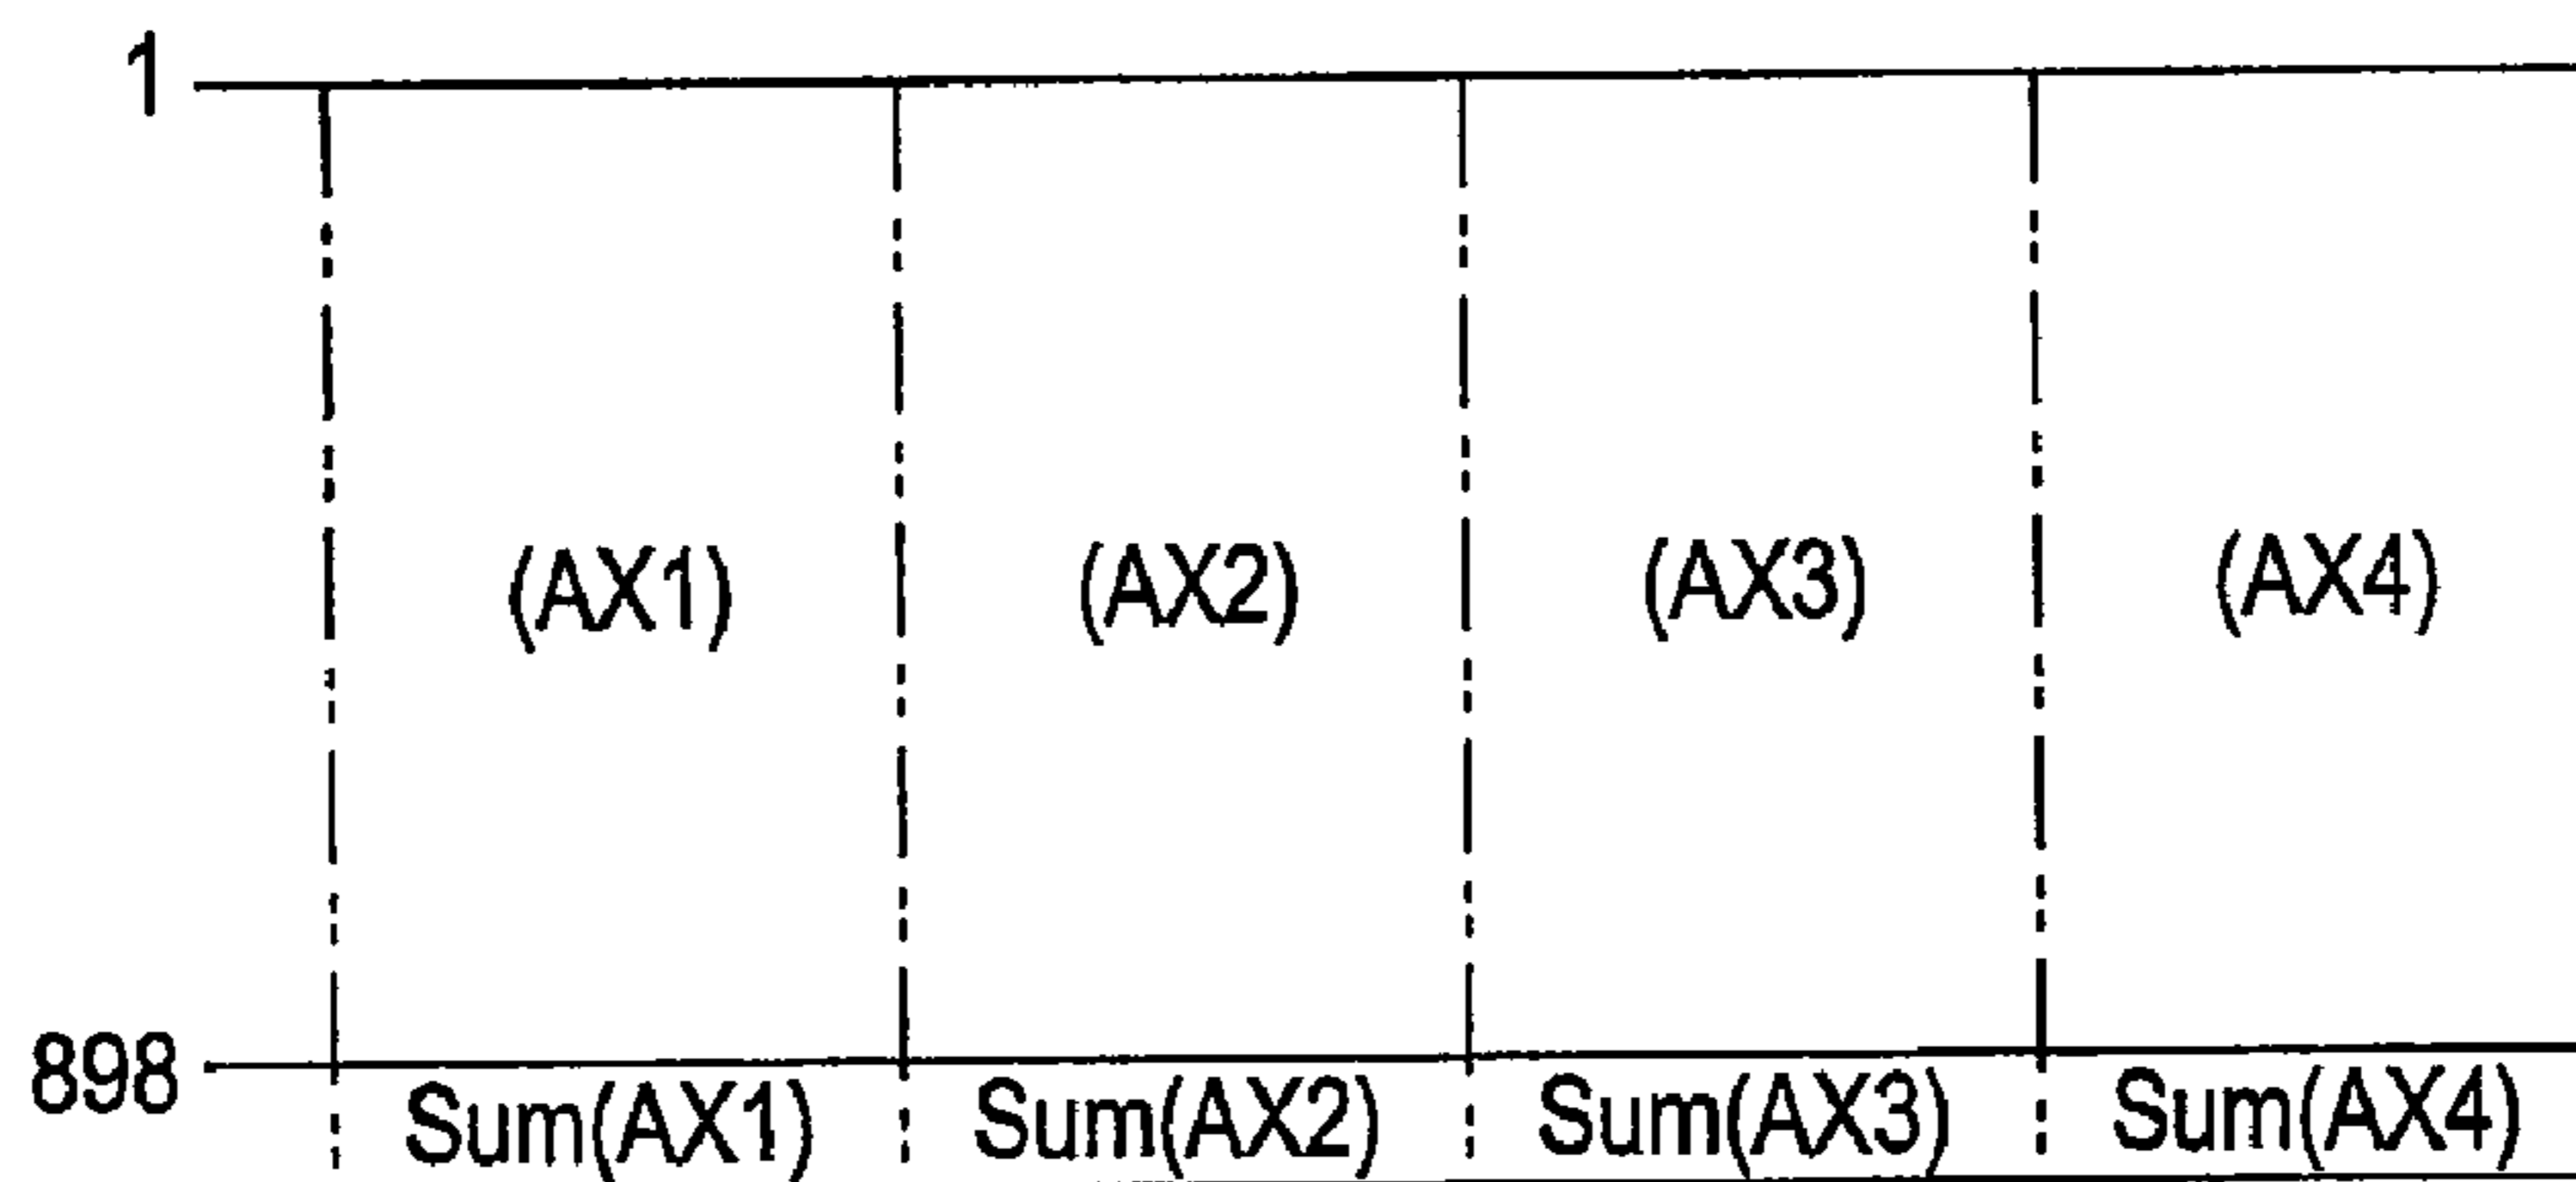 1
(AX1) (AX2) (AX3) (AX4)
898
Sum(AX1) Sum(AX2) Sum(AX3) Sum(AX4)